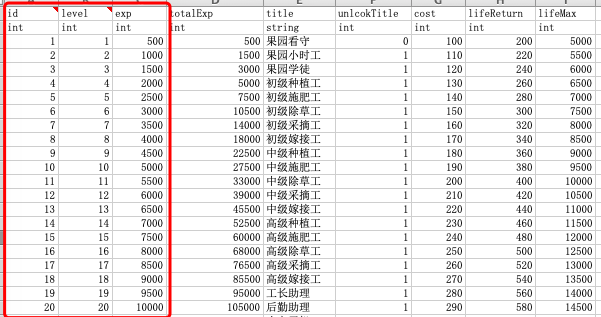 id level exp totalExp title unlcokTitle cost lifeReturn lifeMax
int int int int string int int int int
1 1 500 500 果园看守 0 100 200 5000
2 2 1000 1500 果园小时工 1 110 220 5500
3 3 1500 3000 果园学徒 1 120 240 6000
4 4 2000 5000 初级种植工 1 130 260 6500
5 5 2500 7500 初级施肥工 1 140 280 7000
6 6 3000 10500 初级除草工 1 150 300 7500
7 7 3500 14000 初级采摘工 1 160 320 8000
8 8 4000 18000 初级嫁接工 1 170 340 8500
9 9 4500 22500 中级种植工 1 180 360 9000
10 10 5000 27500 中级施肥工 1 190 380 9500
11 11 5500 33000 中级除草工 1 200 400 10000
12 12 6000 39000 中级采摘工 1 210 420 10500
13 13 6500 45500 中级嫁接工 1 220 440 11000
14 14 7000 52500 高级种植工 1 230 460 11500
15 15 7500 60000 高级施肥工 1 240 480 12000
16 16 8000 68000 高级除草工 1 250 500 12500
17 17 8500 76500 高级采摘工 1 260 520 13000
18 18 9000 85500 高级嫁接工 1 270 540 13500
19 19 9500 95000 工长助理 1 280 560 14000
20 20 10000 105000 后勤助理 1 290 580 14500